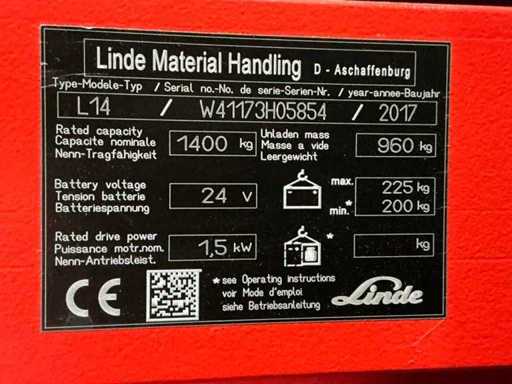 Linde Material Handling D - Aschaffenburg
Type-Modele-Typ / Serial no.-No. de serie-Serien-Nr. / year-annee-Baujahr
L14 / W41173H05854 / 2017
Rated capacity
Capacite nominale
Nenn-Tragfähigkeit
1400 kg
Unladen mass
Masse a vide
Leergewicht
960 kg
Battery voltage
Tension batterie
Batteriespannung
24 V
max. 225 kg
min.* 200 kg
Rated drive power
Puissance motr.nom.
Nenn-Antriebsleist.
1,5 kW
* kg
CE
* see Operating instructions
voir Mode d'emploi
siehe Betriebsanleitung
Linde